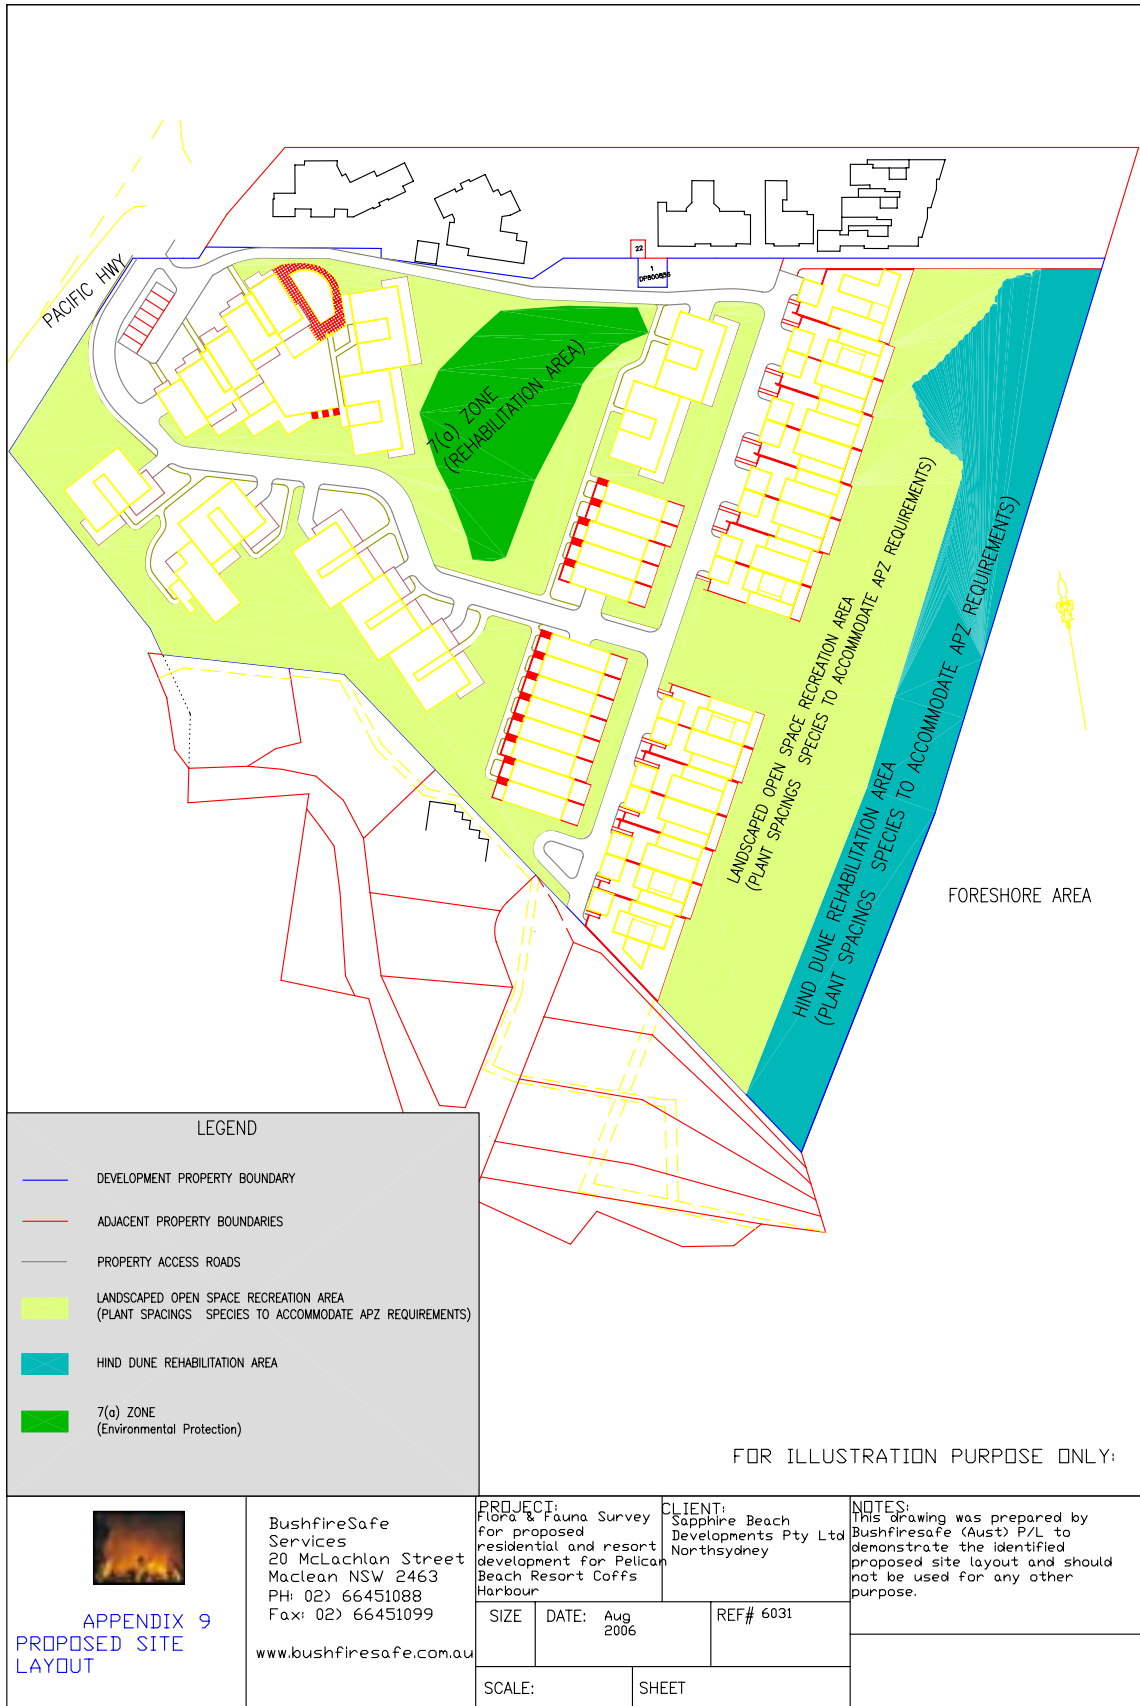 PACIFIC HWY
22
1
DP800836
7(a) ZONE
(REHABILITATION AREA)
LANDSCAPED OPEN SPACE RECREATION AREA
(PLANT SPACINGS SPECIES TO ACCOMMODATE APZ REQUIREMENTS)
HIND DUNE REHABILITATION AREA
(PLANT SPACINGS SPECIES TO ACCOMMODATE APZ REQUIREMENTS)
FORESHORE AREA
LEGEND
DEVELOPMENT PROPERTY BOUNDARY
ADJACENT PROPERTY BOUNDARIES
PROPERTY ACCESS ROADS
LANDSCAPED OPEN SPACE RECREATION AREA
(PLANT SPACINGS SPECIES TO ACCOMMODATE APZ REQUIREMENTS)
HIND DUNE REHABILITATION AREA
7(a) ZONE
(Environmental Protection)
FOR ILLUSTRATION PURPOSE ONLY:
APPENDIX 9
PROPOSED SITE
LAYOUT
BushfireSafe
Services
20 McLachlan Street
Maclean NSW 2463
PH: 02) 66451088
Fax: 02) 66451099
www.bushfiresafe.com.au
PROJECT:
Flora & Fauna Survey
for proposed
residential and resort
development for Pelican
Beach Resort Coffs
Harbour
CLIENT:
Sapphire Beach
Developments Pty Ltd
Northsydney
NOTES:
This drawing was prepared by
Bushfiresafe (Aust) P/L to
demonstrate the identified
proposed site layout and should
not be used for any other
purpose.
SIZE
DATE: Aug
2006
REF# 6031
SCALE:
SHEET